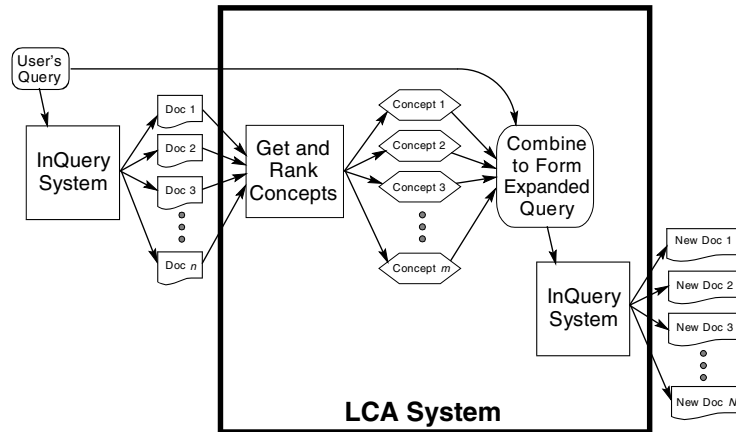 User's
Query
InQuery
System
Doc 1
Doc 2
Doc 3
Doc n
Get and
Rank
Concepts
Concept 1
Concept 2
Concept 3
Concept m
Combine
to Form
Expanded
Query
InQuery
System
New Doc 1
New Doc 2
New Doc 3
New Doc N
LCA System